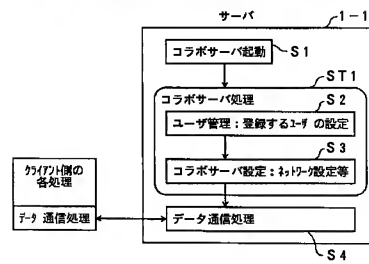 サーバ
1-1
コラボサーバ起動
S1
ST1
コラボサーバ処理
S2
ユーザ管理:登録するユーザの設定
S3
コラボサーバ設定:ネットワーク設定等
クライアント側の
各処理
データ通信処理
データ通信処理
S4